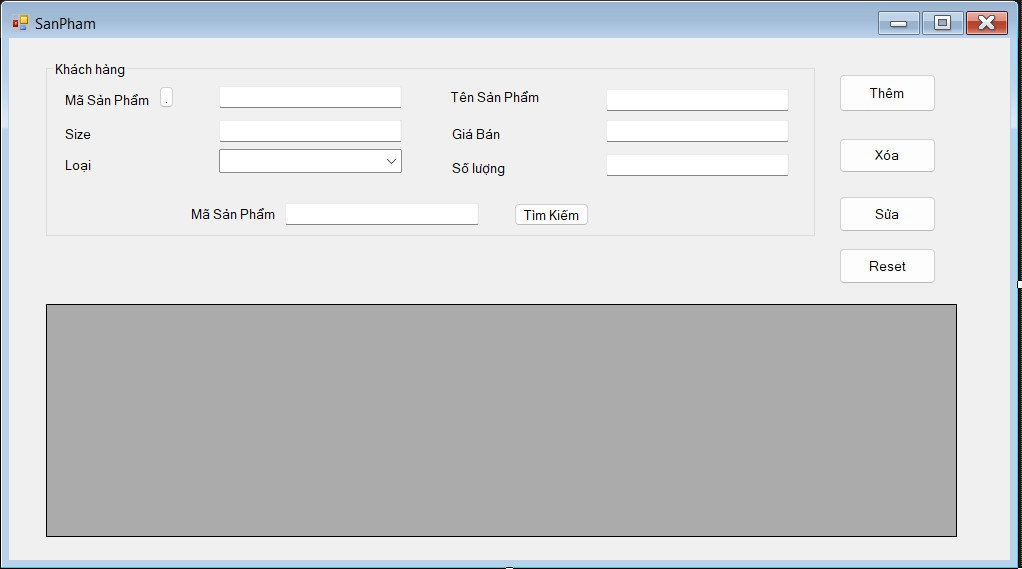 SanPham
Khách hàng
Mã Sản Phẩm .
Tên Sản Phẩm
Thêm
Size
Giá Bán
Xóa
Loại
Số lượng
Mã Sản Phẩm
Tìm Kiếm
Sửa
Reset